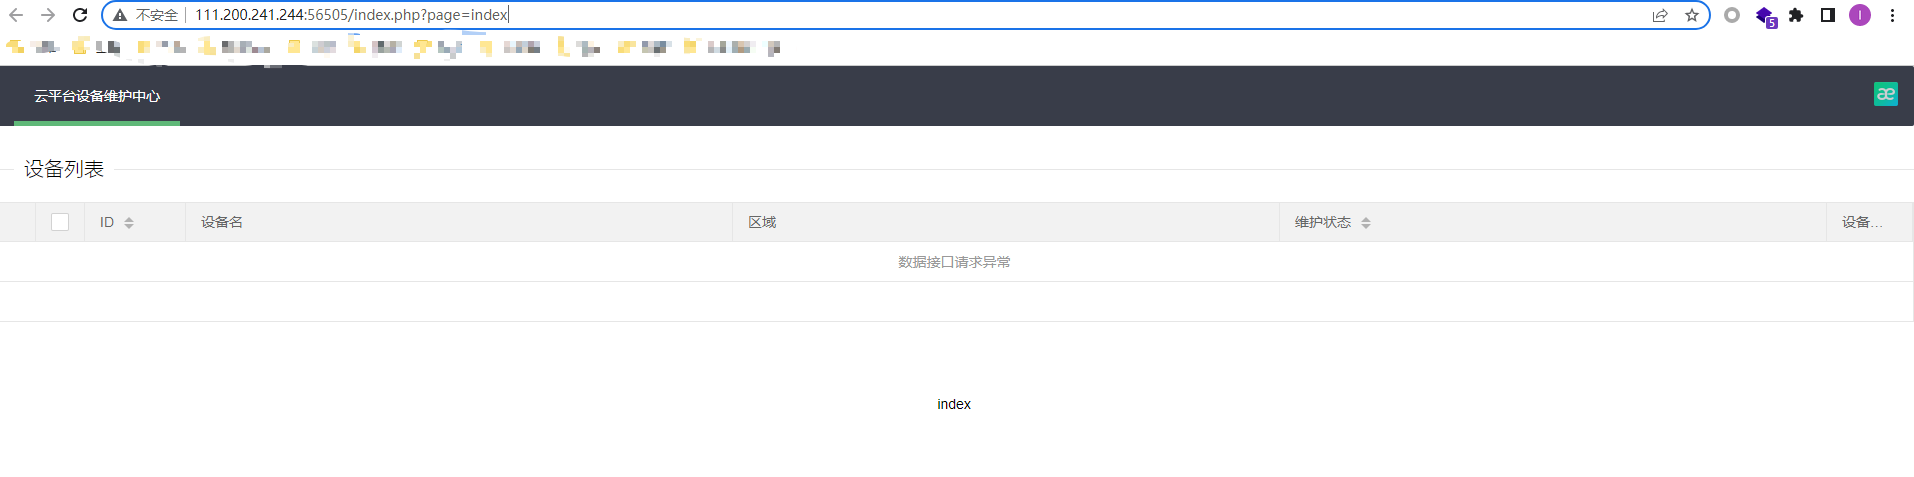 不安全 111.200.241.244:56505/index.php?page=index
5 I
云平台设备维护中心
æ
设备列表
ID 设备名 区域 维护状态 设备...
数据接口请求异常
index